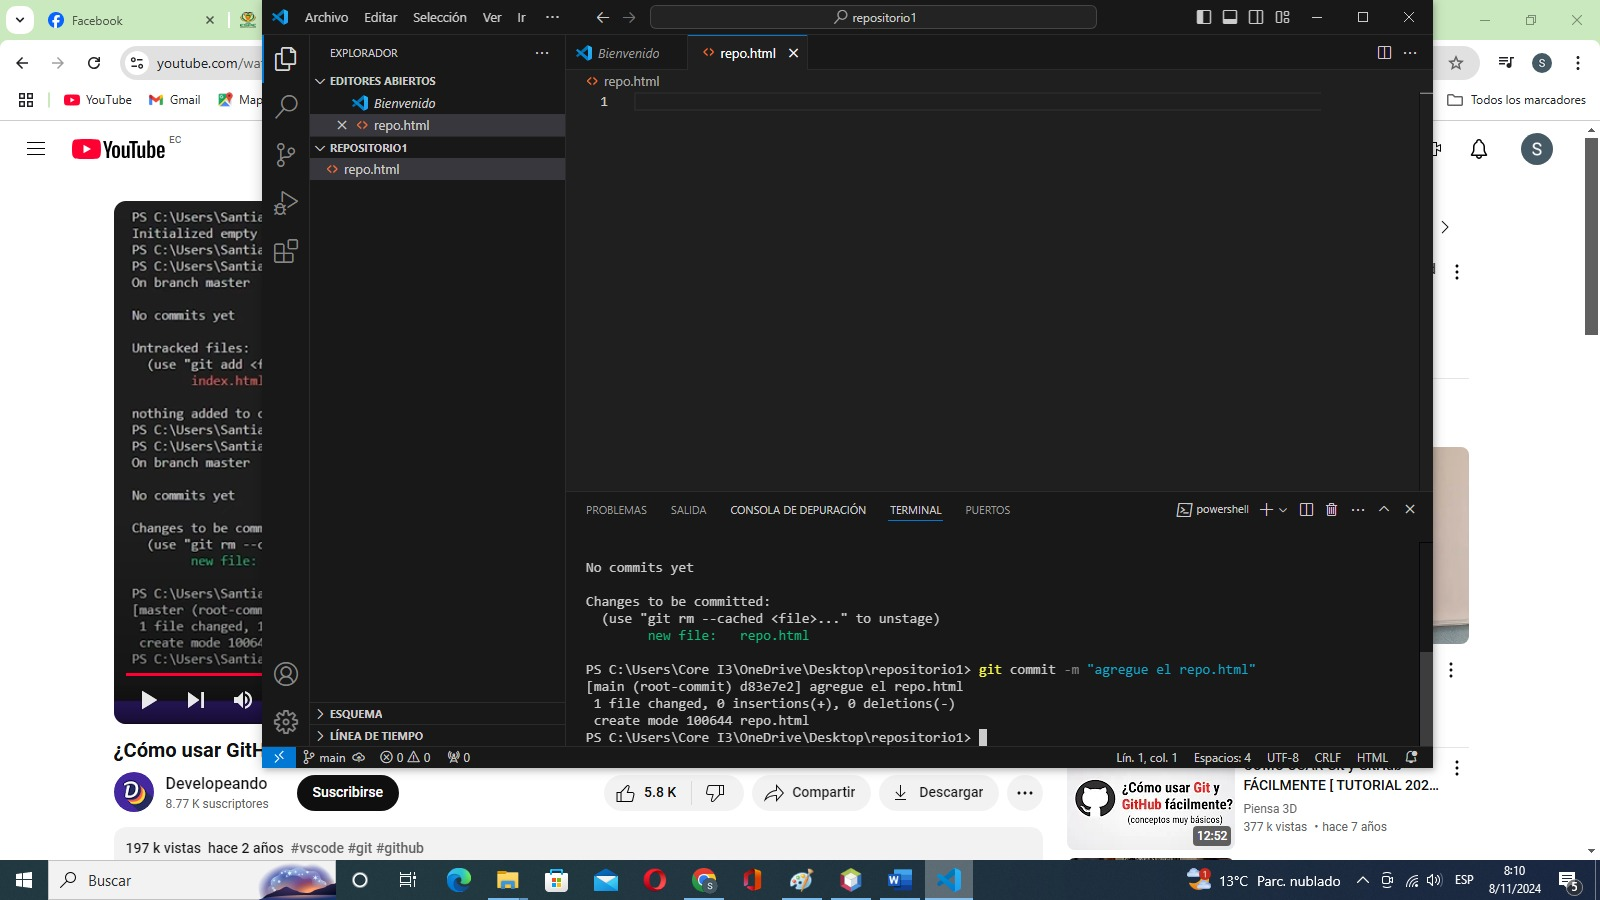 Facebook
youtube.com/wa
YouTube
Gmail
Map
Todos los marcadores
S
YouTube EC
S
Archivo Editar Selección Ver Ir
repositorio1
EXPLORADOR
EDITORES ABIERTOS
Bienvenido
repo.html
REPOSITORIO1
repo.html
ESQUEMA
LÍNEA DE TIEMPO
Bienvenido
repo.html
repo.html
1
PROBLEMAS SALIDA CONSOLA DE DEPURACIÓN TERMINAL PUERTOS
powershell
No commits yet
Changes to be committed:
(use "git rm --cached <file>..." to unstage)
new file: repo.html
PS C:\Users\Core I3\OneDrive\Desktop\repositorio1> git commit -m "agregue el repo.html"
[main (root-commit) d83e7e2] agregue el repo.html
1 file changed, 0 insertions(+), 0 deletions(-)
create mode 100644 repo.html
PS C:\Users\Core I3\OneDrive\Desktop\repositorio1>
main 0 0 0
Lín. 1, col. 1 Espacios: 4 UTF-8 CRLF HTML
PS C:\Users\Santia
Initialized empty
PS C:\Users\Santia
PS C:\Users\Santia
On branch master
No commits yet
Untracked files:
(use "git add <f
index.html
nothing added to c
PS C:\Users\Santia
PS C:\Users\Santia
On branch master
No commits yet
Changes to be comm
(use "git rm --c
new file:
PS C:\Users\Santia
[master (root-comm
1 file changed, 1
create mode 10064
PS C:\Users\Santia
¿Cómo usar GitH
Developeando
8.77 K suscriptores
Suscribirse
5.8 K
Compartir
Descargar
197 k vistas hace 2 años #vscode #git #github
¿Cómo usar Git y
GitHub fácilmente?
(conceptos muy básicos)
12:52
FÁCILMENTE [ TUTORIAL 202...
Piensa 3D
377 k vistas • hace 7 años
Buscar
1
13°C Parc. nublado
ESP
8:10
8/11/2024
5